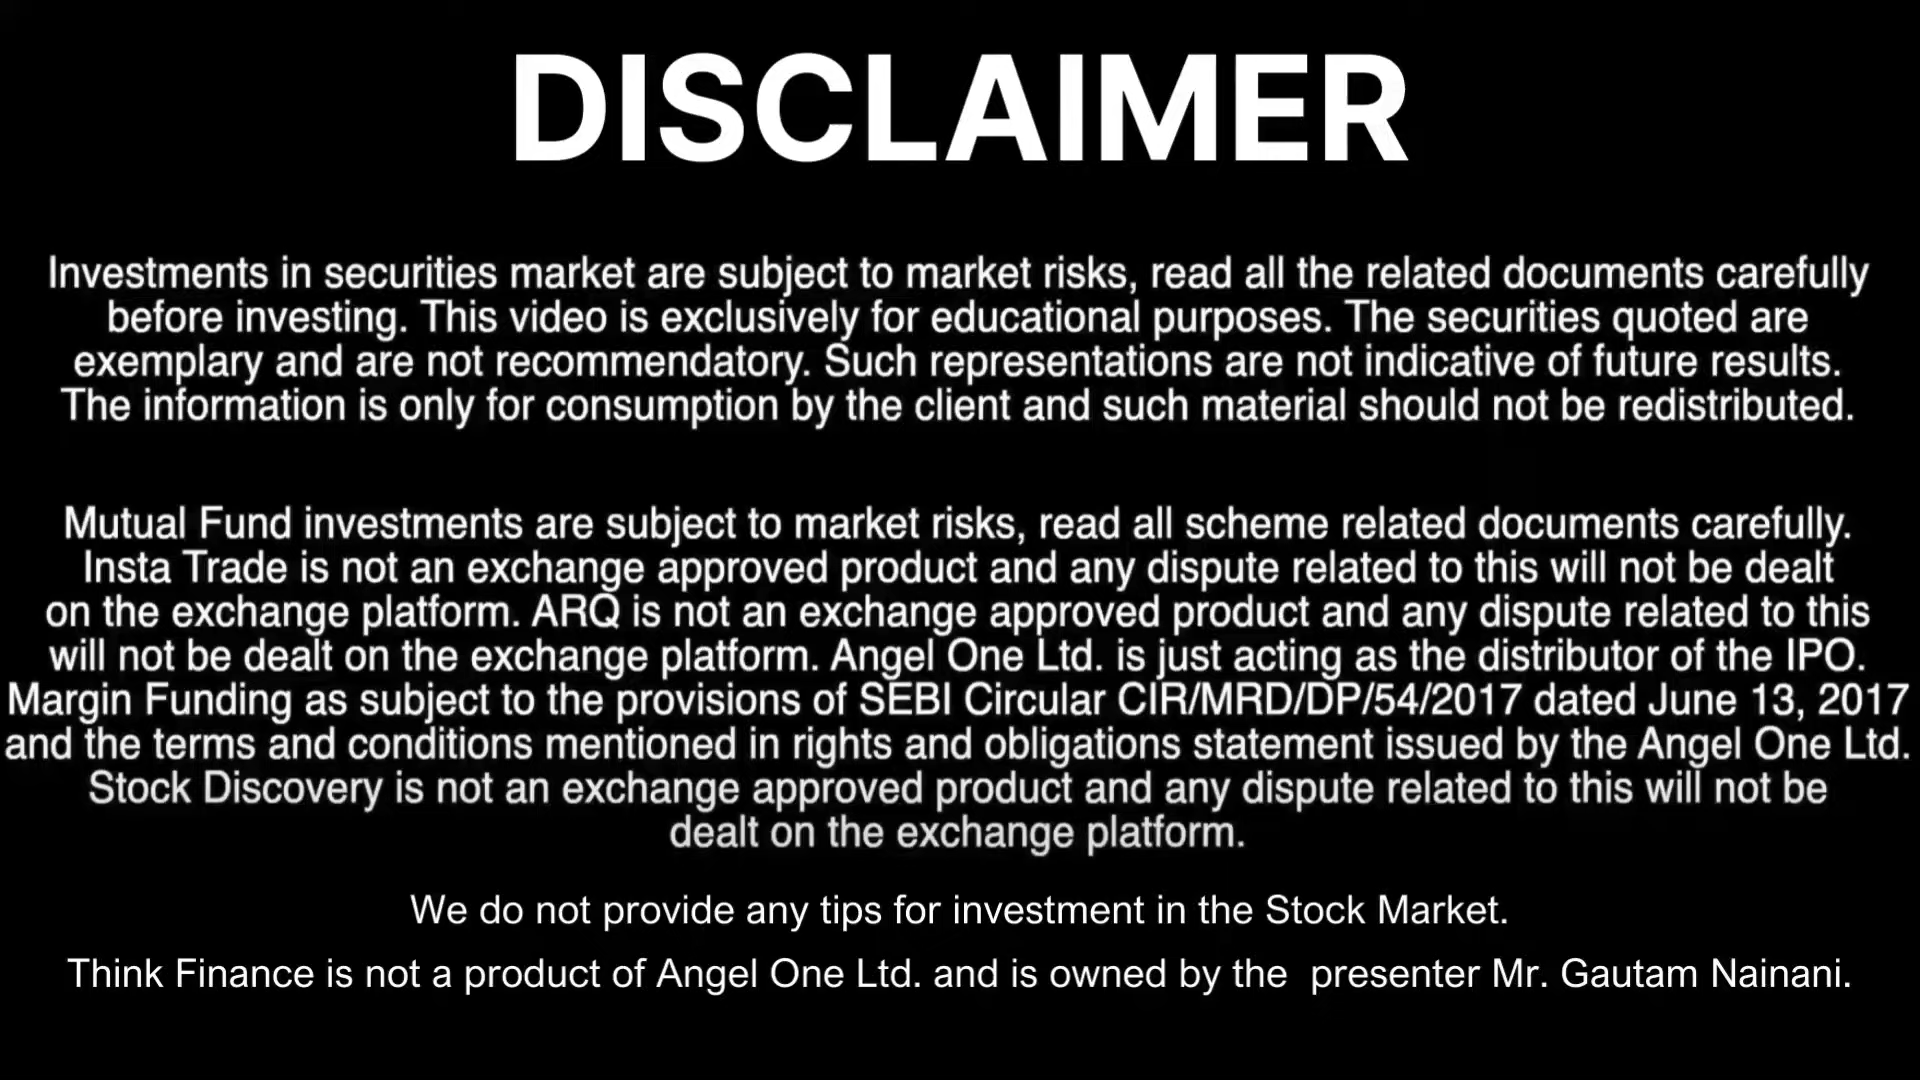 DISCLAIMER
Investments in securities market are subject to market risks, read all the related documents carefully
before investing. This video is exclusively for educational purposes. The securities quoted are
exemplary and are not recommendatory. Such representations are not indicative of future results.
The information is only for consumption by the client and such material should not be redistributed.
Mutual Fund investments are subject to market risks, read all scheme related documents carefully.
Insta Trade is not an exchange approved product and any dispute related to this will not be dealt
on the exchange platform. ARQ is not an exchange approved product and any dispute related to this
will not be dealt on the exchange platform. Angel One Ltd. is just acting as the distributor of the IPO.
Margin Funding as subject to the provisions of SEBI Circular CIR/MRD/DP/54/2017 dated June 13, 2017
and the terms and conditions mentioned in rights and obligations statement issued by the Angel One Ltd.
Stock Discovery is not an exchange approved product and any dispute related to this will not be
dealt on the exchange platform.
We do not provide any tips for investment in the Stock Market.
Think Finance is not a product of Angel One Ltd. and is owned by the  presenter Mr. Gautam Nainani.